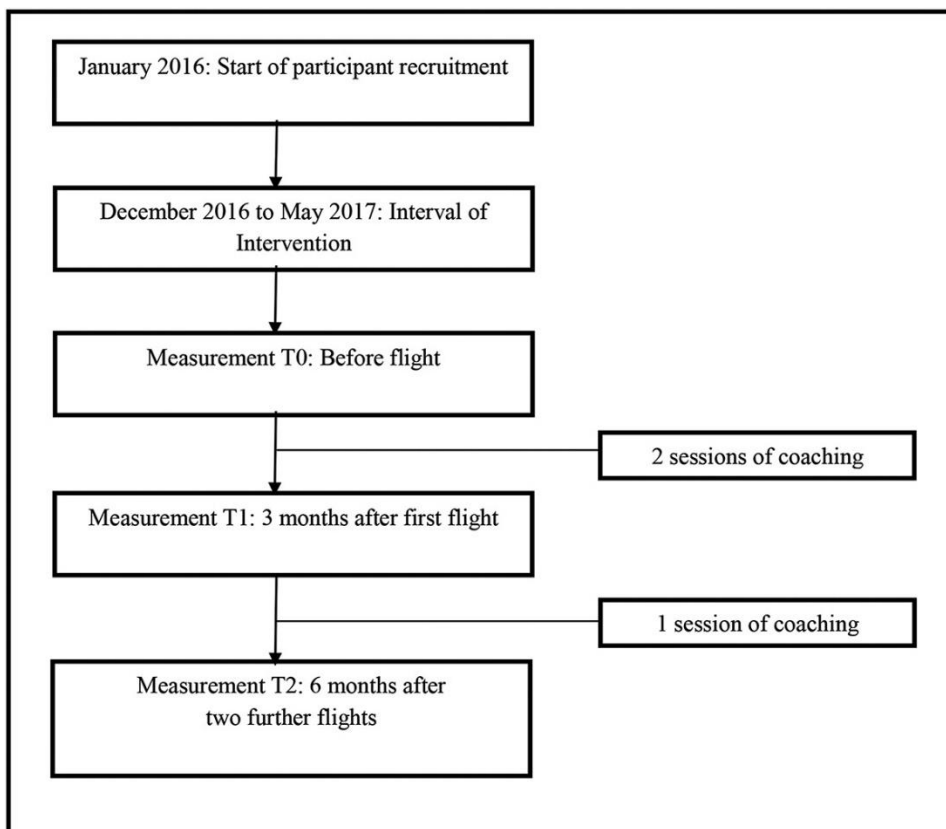 January 2016: Start of participant recruitment
December 2016 to May 2017: Interval of
Intervention
Measurement T0: Before flight
2 sessions of coaching
Measurement T1: 3 months after first flight
1 session of coaching
Measurement T2: 6 months after
two further flights